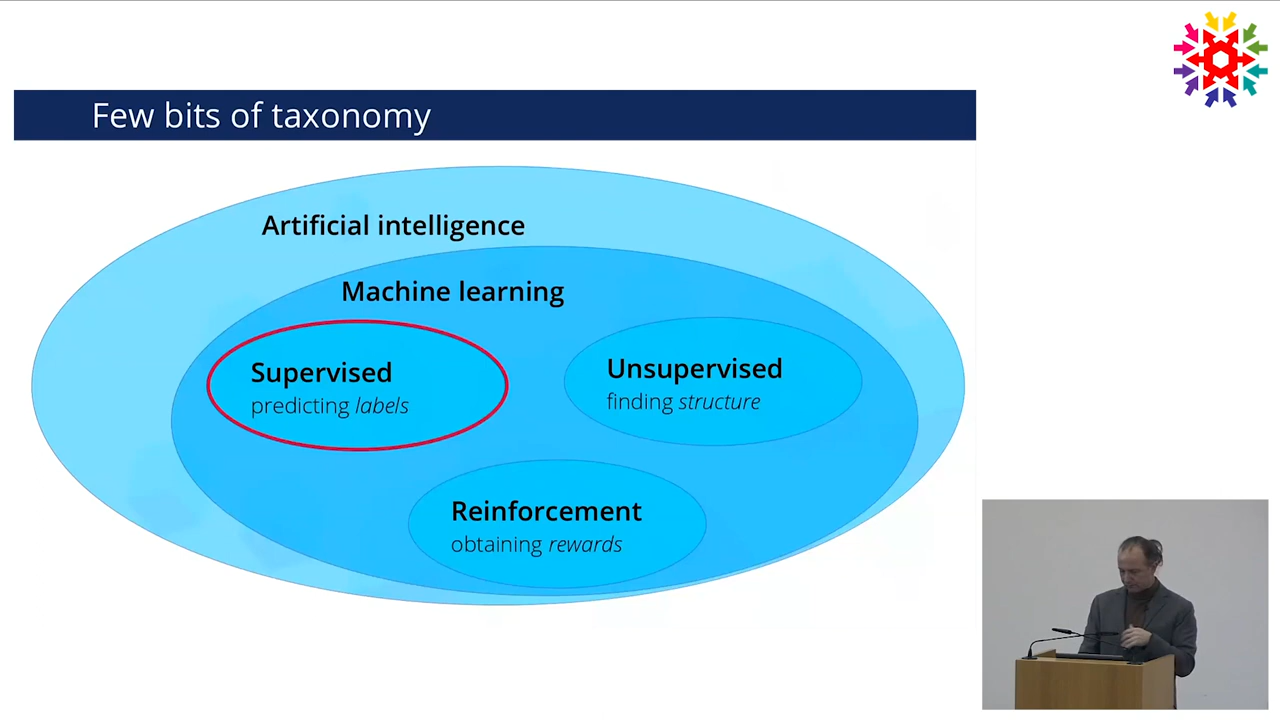 Few bits of taxonomy
Artificial intelligence
Machine learning
Supervised
predicting labels
Unsupervised
finding structure
Reinforcement
obtaining rewards